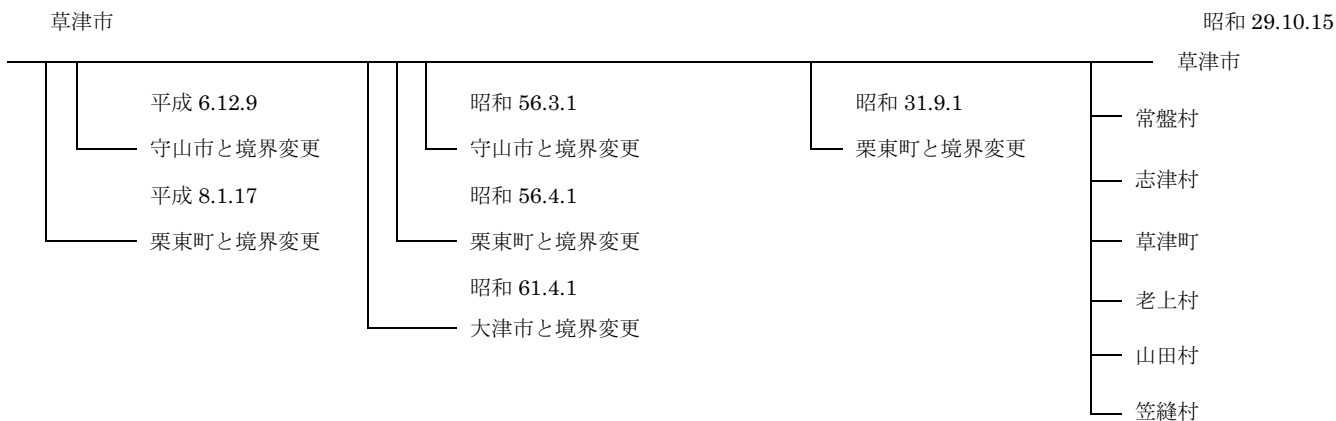 草津市
昭和 29.10.15
草津市
平成 6.12.9
守山市と境界変更
平成 8.1.17
栗東町と境界変更
昭和 56.3.1
守山市と境界変更
昭和 56.4.1
栗東町と境界変更
昭和 61.4.1
大津市と境界変更
昭和 31.9.1
栗東町と境界変更
常盤村
志津村
草津町
老上村
山田村
笠縫村